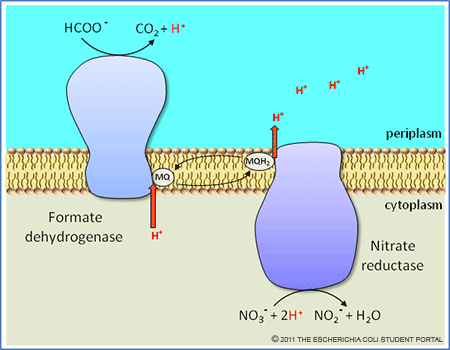 HCOO⁻ CO₂ + H⁺
H⁺ H⁺ H⁺
H⁺
periplasm
MQ MQH₂
cytoplasm
Formate
dehydrogenase
H⁺
Nitrate
reductase
NO₃⁻ + 2H⁺ NO₂⁻ + H₂O
© 2011 THE ESCHERICHIA COLI STUDENT PORTAL